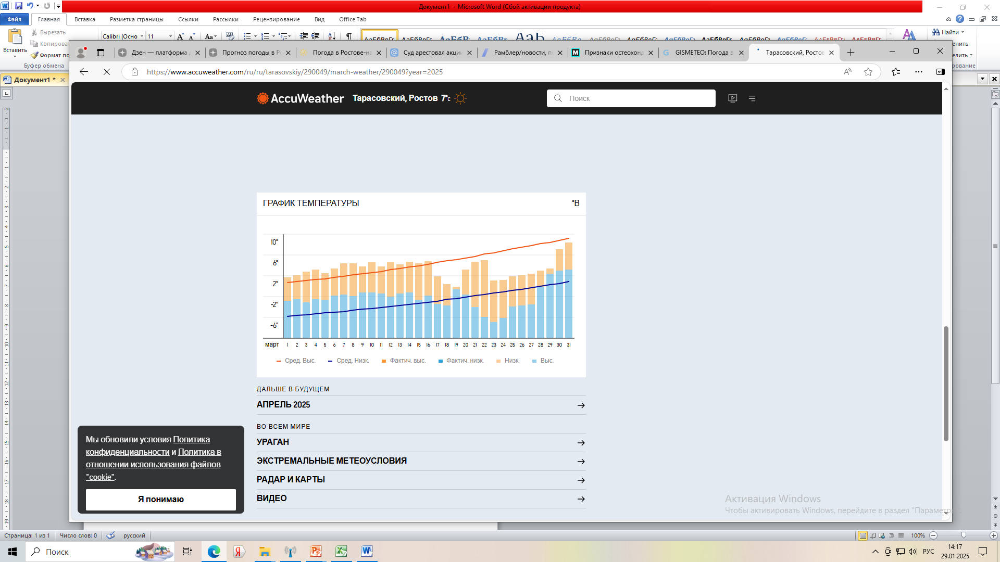 Документ1 - Microsoft Word (Сбой активации продукта)
Файл Главная Вставка Разметка страницы Ссылки Рассылки Рецензирование Вид Office Tab
Вставить
Вырезать
Копировать
Формат по
Буфер обмена
Calibri (Осно 11
Найти
Дзен — платформа
Прогноз погоды в Р
Погода в Ростове-на
Суд арестовал акци
Рамблер/новости, п
Признаки остеохонд
GISMETEO: Погода в
Тарасовский, Ростов
https://www.accuweather.com/ru/ru/tarasovskiy/290049/march-weather/290049?year=2025
Документ1 *
AccuWeather Тарасовский, Ростов 7°C
Поиск
ГРАФИК ТЕМПЕРАТУРЫ °В
10°
6°
2°
-2°
-6°
март 1 2 3 4 5 6 7 8 9 10 11 12 13 14 15 16 17 18 19 20 21 22 23 24 25 26 27 28 29 30 31
Сред. Выс. Сред. Низк. Фактич. выс. Фактич. низк. Низк. Выс.
ДАЛЬШЕ В БУДУЩЕМ
АПРЕЛЬ 2025
ВО ВСЕМ МИРЕ
УРАГАН
ЭКСТРЕМАЛЬНЫЕ МЕТЕОУСЛОВИЯ
РАДАР И КАРТЫ
ВИДЕО
Мы обновили условия Политика
конфиденциальности и Политика в
отношении использования файлов
"cookie".
Я понимаю
Активация Windows
Чтобы активировать Windows, перейдите в раздел "Параметры".
Страница: 1 из 1 Число слов: 0 русский 100%
Поиск
РУС
14:17
29.01.2025